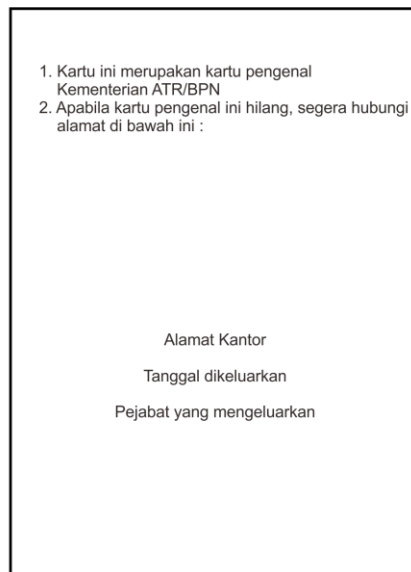 1. Kartu ini merupakan kartu pengenal
Kementerian ATR/BPN
2. Apabila kartu pengenal ini hilang, segera hubungi
alamat di bawah ini :
Alamat Kantor
Tanggal dikeluarkan
Pejabat yang mengeluarkan